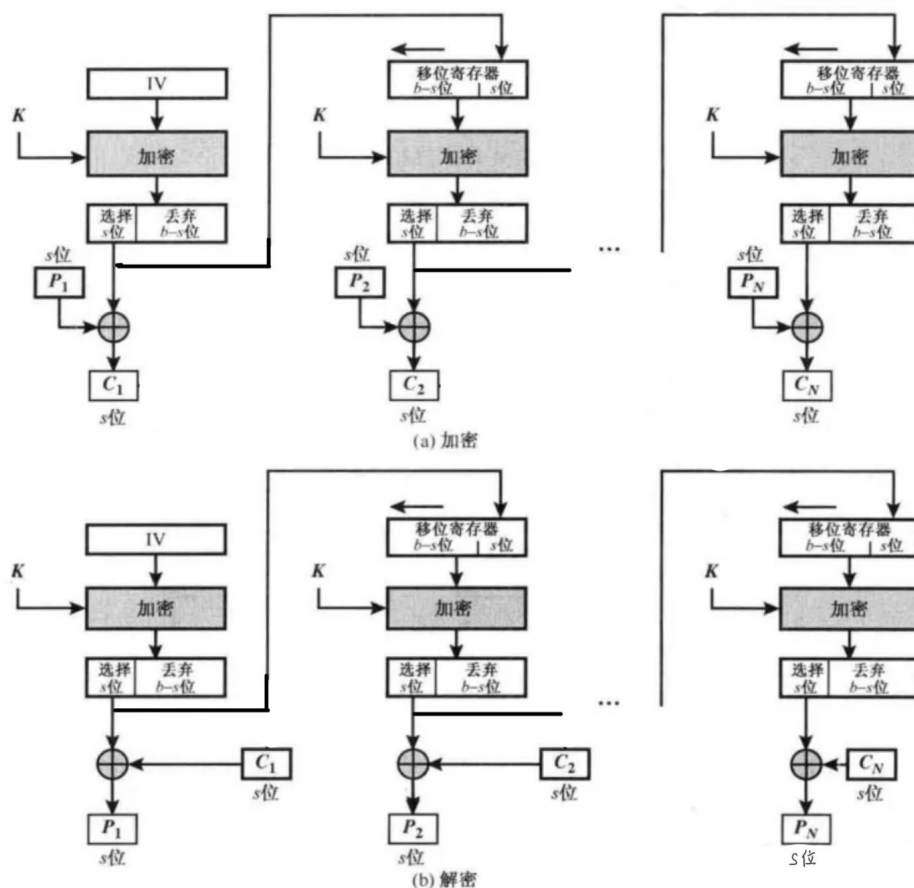 IV
移位寄存器
b–s位 | s位
移位寄存器
b–s位 | s位
K
加密
K
加密
K
加密
选择 丢弃
s位 b–s位
选择 丢弃
s位 b–s位
...
选择 丢弃
s位 b–s位
s位
P1
s位
P2
s位
PN
C1
s位
C2
s位
CN
s位
(a) 加密
IV
移位寄存器
b–s位 | s位
移位寄存器
b–s位 | s位
K
加密
K
加密
K
加密
选择 丢弃
s位 b–s位
选择 丢弃
s位 b–s位
...
选择 丢弃
s位 b–s位
C1
s位
C2
s位
CN
s位
P1
s位
P2
s位
PN
s位
(b) 解密